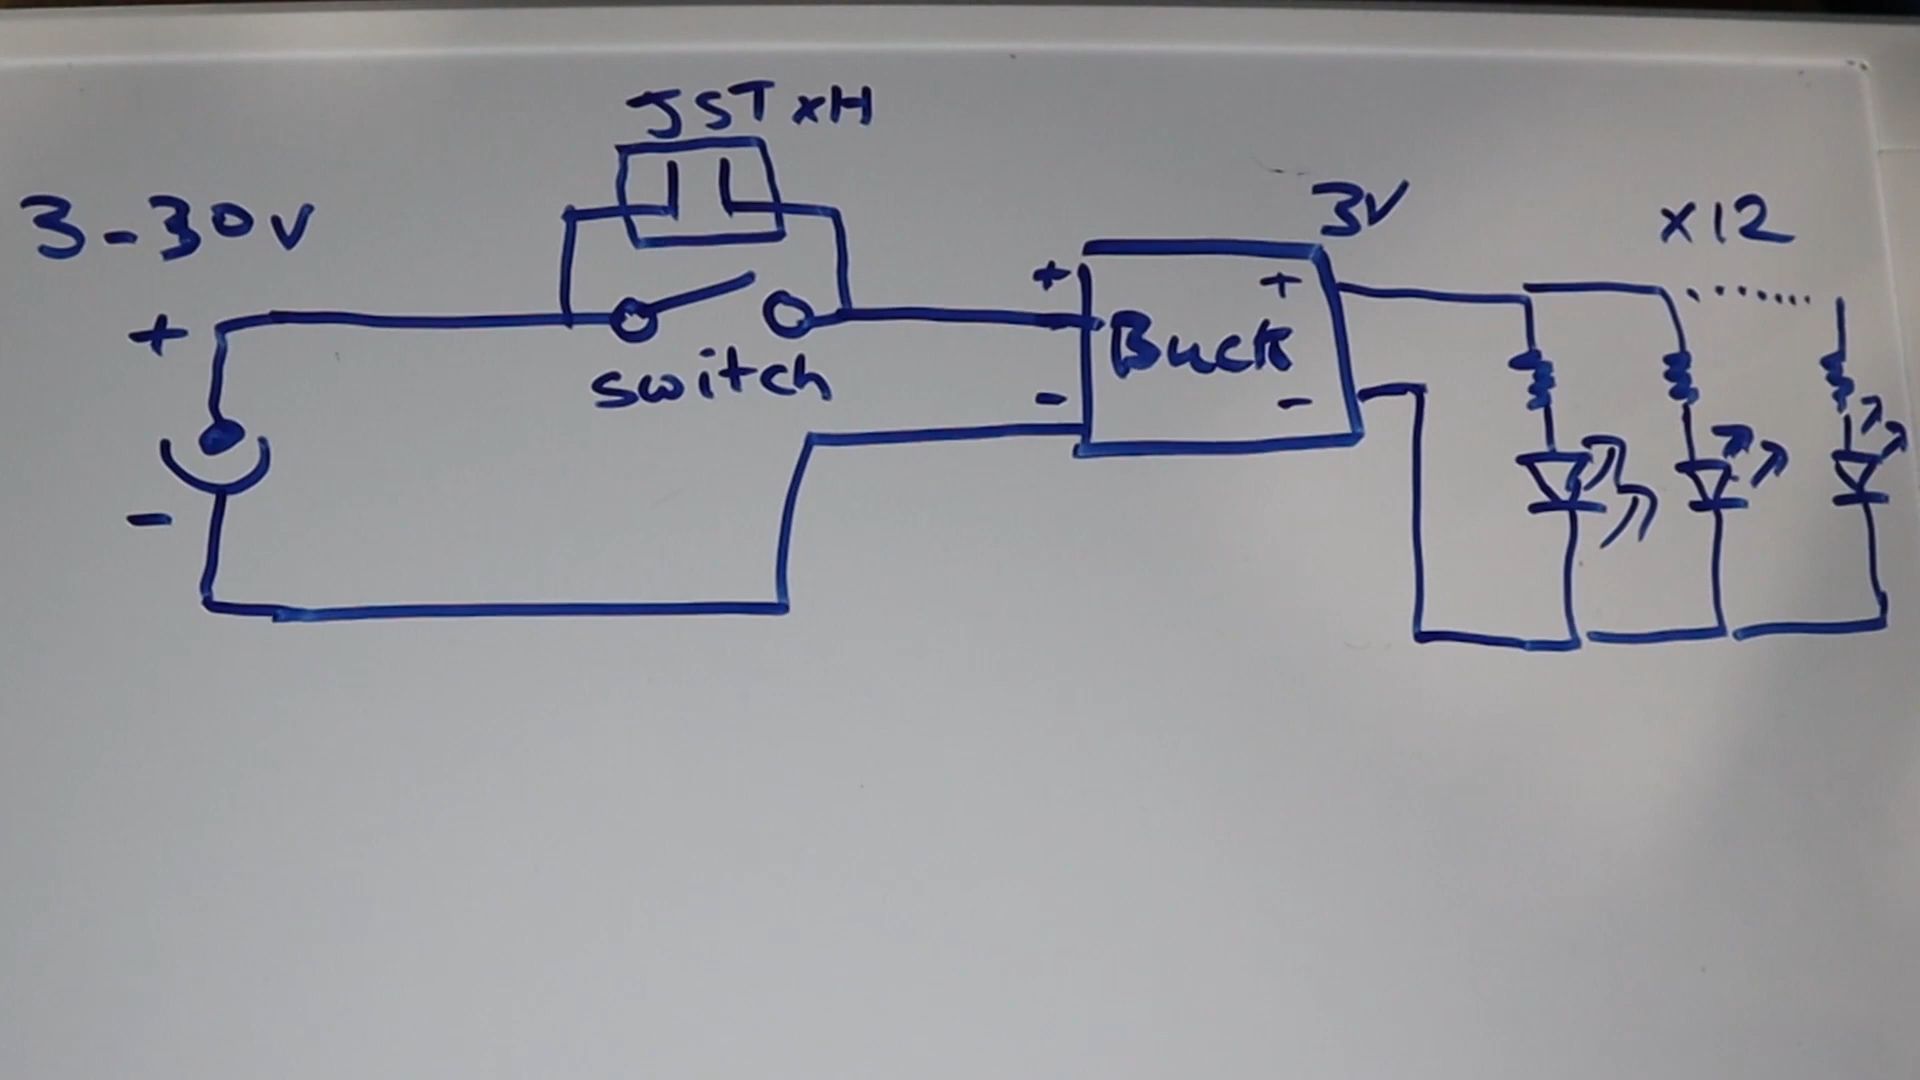 JST XH
3-30V
3V
X12
+
-
switch
+
-
Buck
+
-